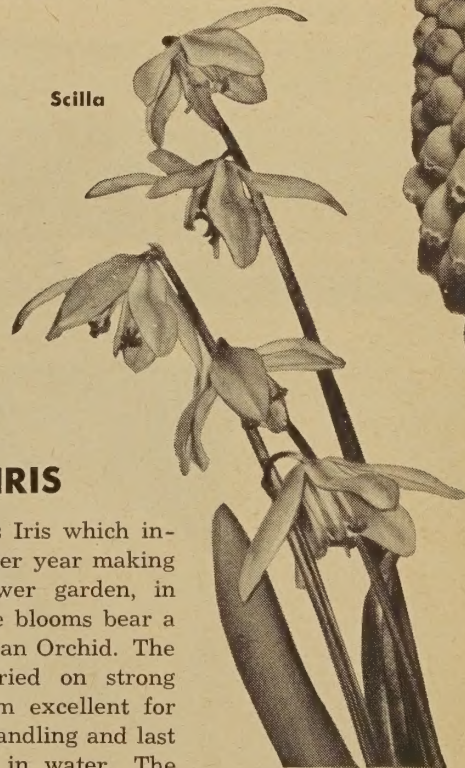 Scilla
IRIS
s Iris which in-
er year making
wer garden, in
e blooms bear a
an Orchid. The
ried on strong
m excellent for
andling and last
in water. The